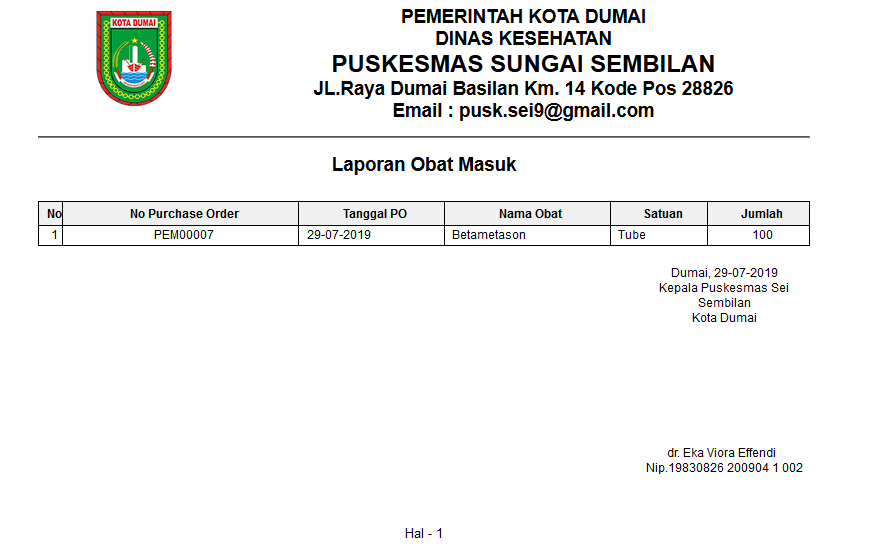 KOTA DUMAI
PEMERINTAH KOTA DUMAI
DINAS KESEHATAN
PUSKESMAS SUNGAI SEMBILAN
JL.Raya Dumai Basilan Km. 14 Kode Pos 28826
Email : pusk.sei9@gmail.com
Laporan Obat Masuk
No No Purchase Order Tanggal PO Nama Obat Satuan Jumlah
1 PEM00007 29-07-2019 Betametason Tube 100
Dumai, 29-07-2019
Kepala Puskesmas Sei
Sembilan
Kota Dumai
dr. Eka Viora Effendi
Nip.19830826 200904 1 002
Hal - 1